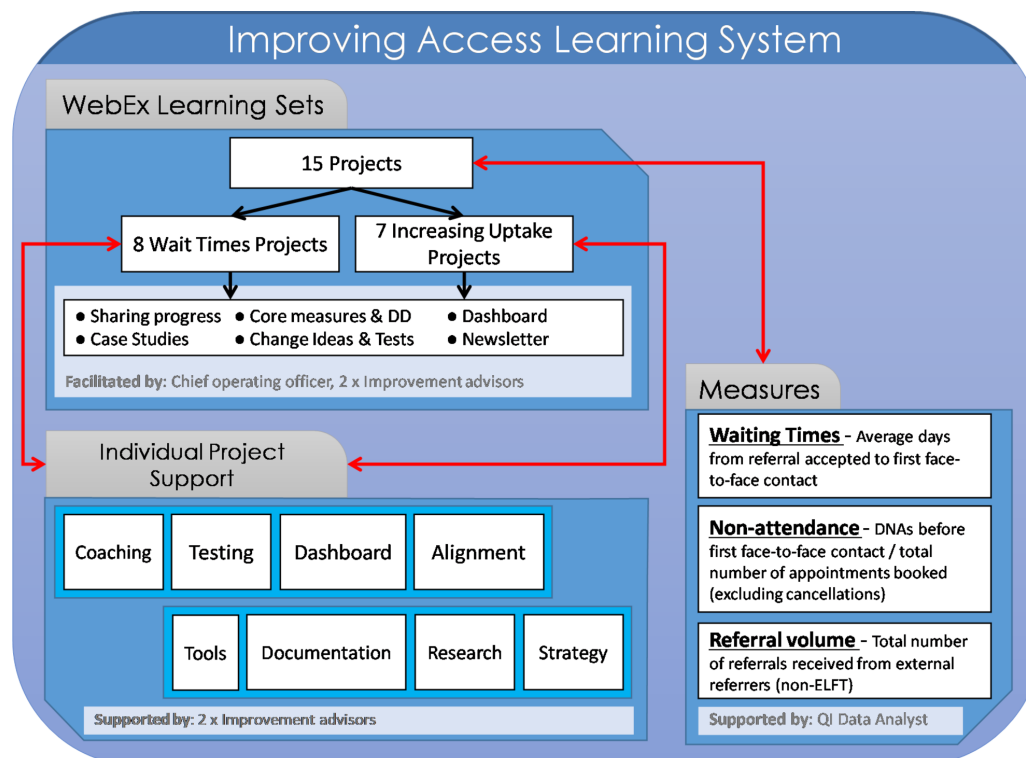 Improving Access Learning System
WebEx Learning Sets
15 Projects
8 Wait Times Projects
7 Increasing Uptake
Projects
● Sharing progress ● Core measures & DD ● Dashboard
● Case Studies ● Change Ideas & Tests ● Newsletter
Facilitated by: Chief operating officer, 2 x Improvement advisors
Individual Project
Support
Coaching Testing Dashboard Alignment
Tools Documentation Research Strategy
Supported by: 2 x Improvement advisors
Measures
Waiting Times - Average days
from referral accepted to first face-
to-face contact
Non-attendance - DNAs before
first face-to-face contact / total
number of appointments booked
(excluding cancellations)
Referral volume - Total number
of referrals received from external
referrers (non-ELFT)
Supported by: QI Data Analyst